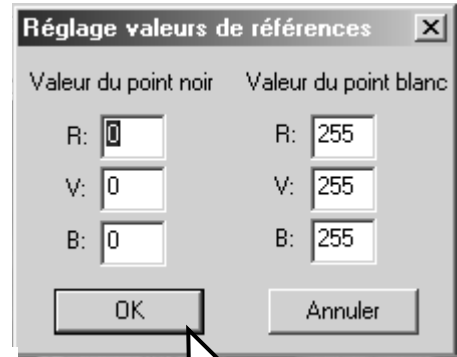 Réglage valeurs de références
Valeur du point noir Valeur du point blanc
R: 0 R: 255
V: 0 V: 255
B: 0 B: 255
OK Annuler